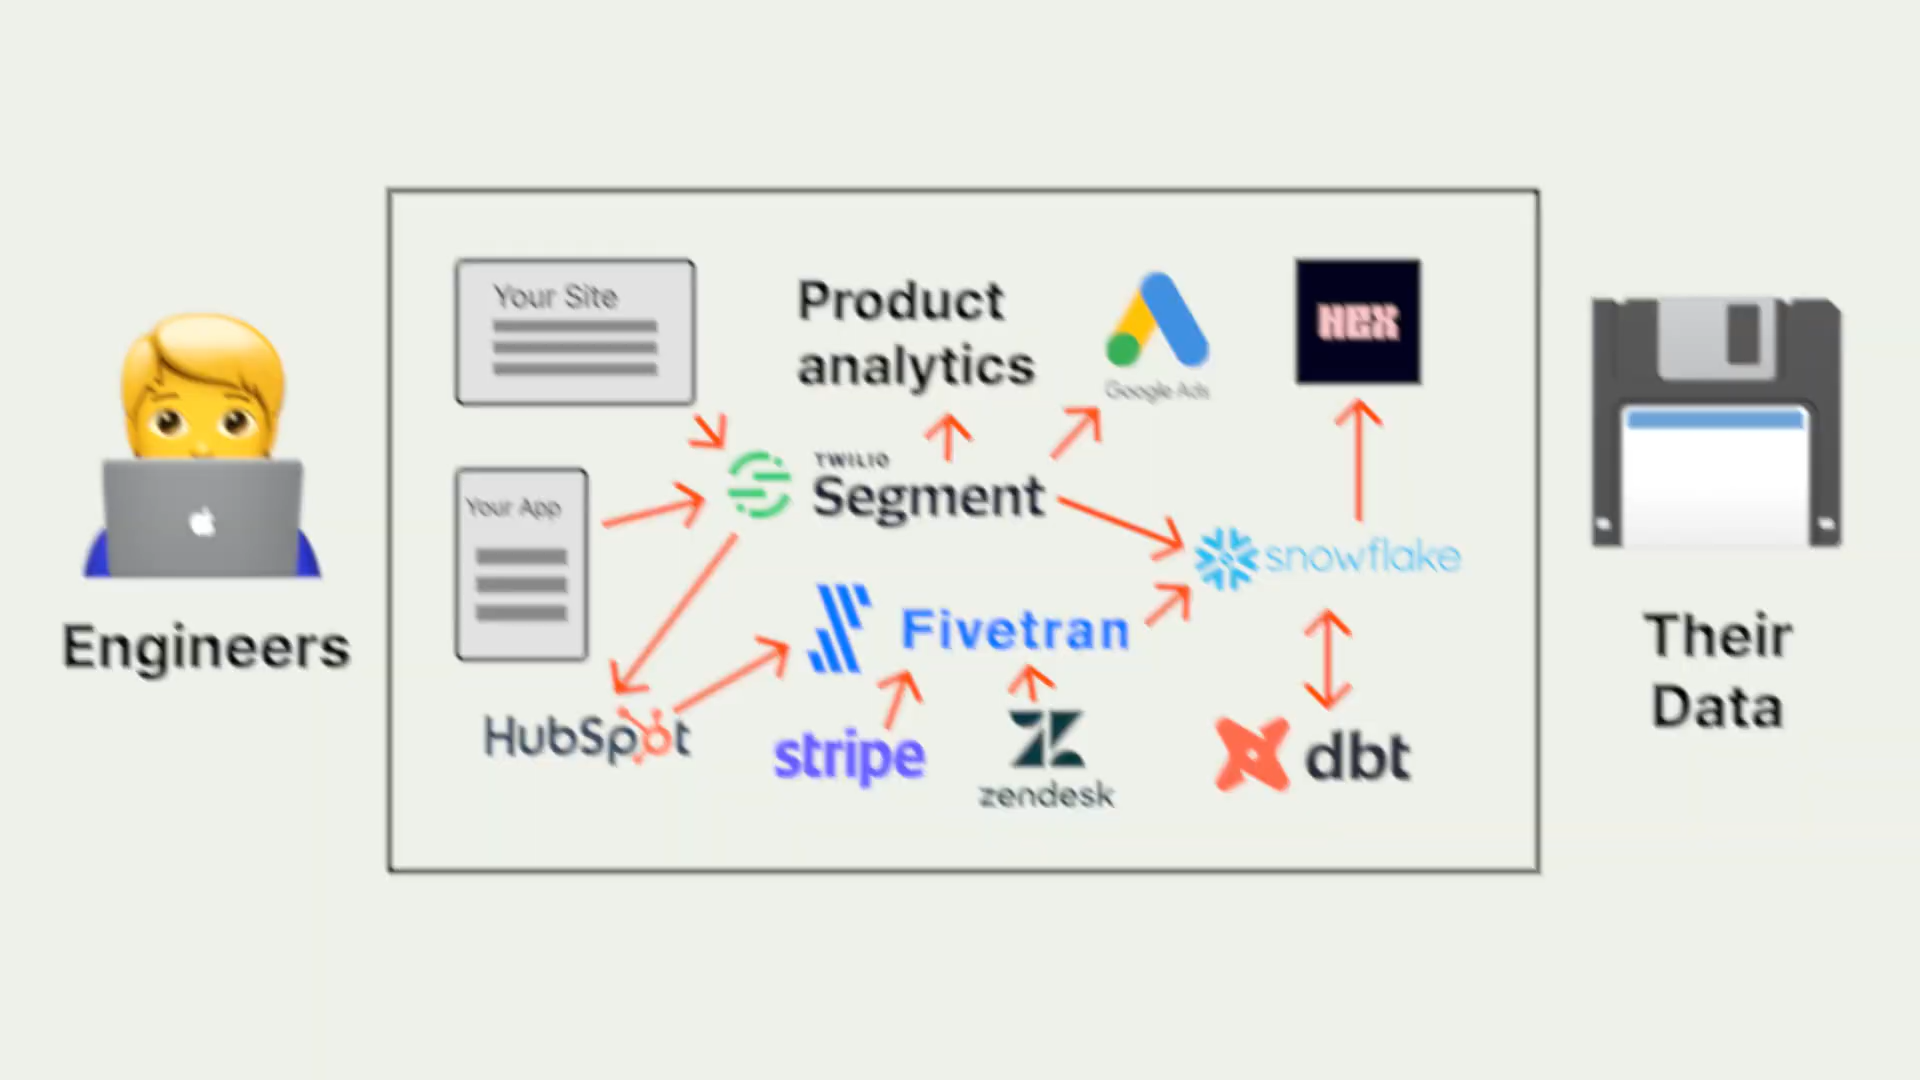 Your Site
Product
analytics
Google Ads
HEX
Your App
TWILIO
Segment
snowflake
Fivetran
HubSpot
stripe
zendesk
dbt
Engineers
Their
Data